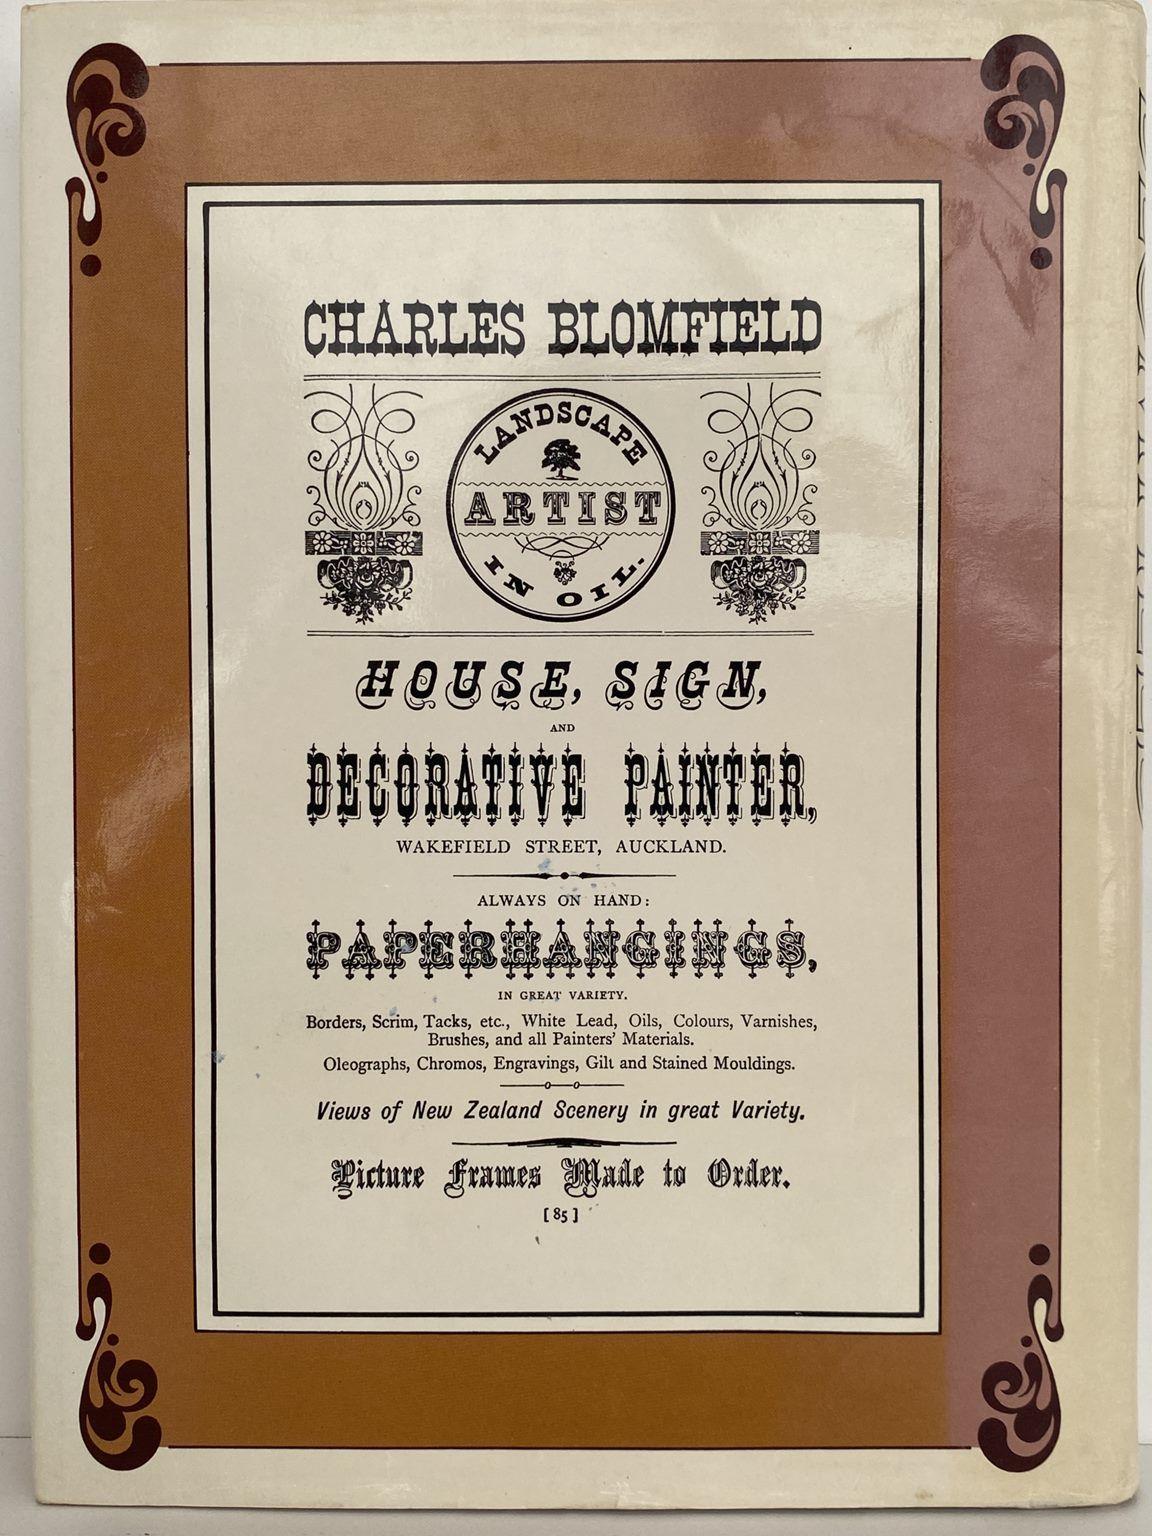 CHARLES BLOMFIELD
LANDSCAPE
ARTIST
IN OIL.
HOUSE, SIGN,
AND
DECORATIVE PAINTER,
WAKEFIELD STREET, AUCKLAND.
ALWAYS ON HAND:
PAPERHANGINGS,
IN GREAT VARIETY.
Borders, Scrim, Tacks, etc., White Lead, Oils, Colours, Varnishes,
Brushes, and all Painters' Materials.
Oleographs, Chromos, Engravings, Gilt and Stained Mouldings.
Views of New Zealand Scenery in great Variety.
Picture Frames Made to Order.
[ 85 ]